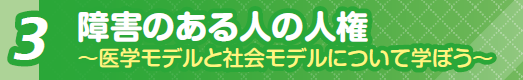 3
障害のある人の人権
～医学モデルと社会モデルについて学ぼう～